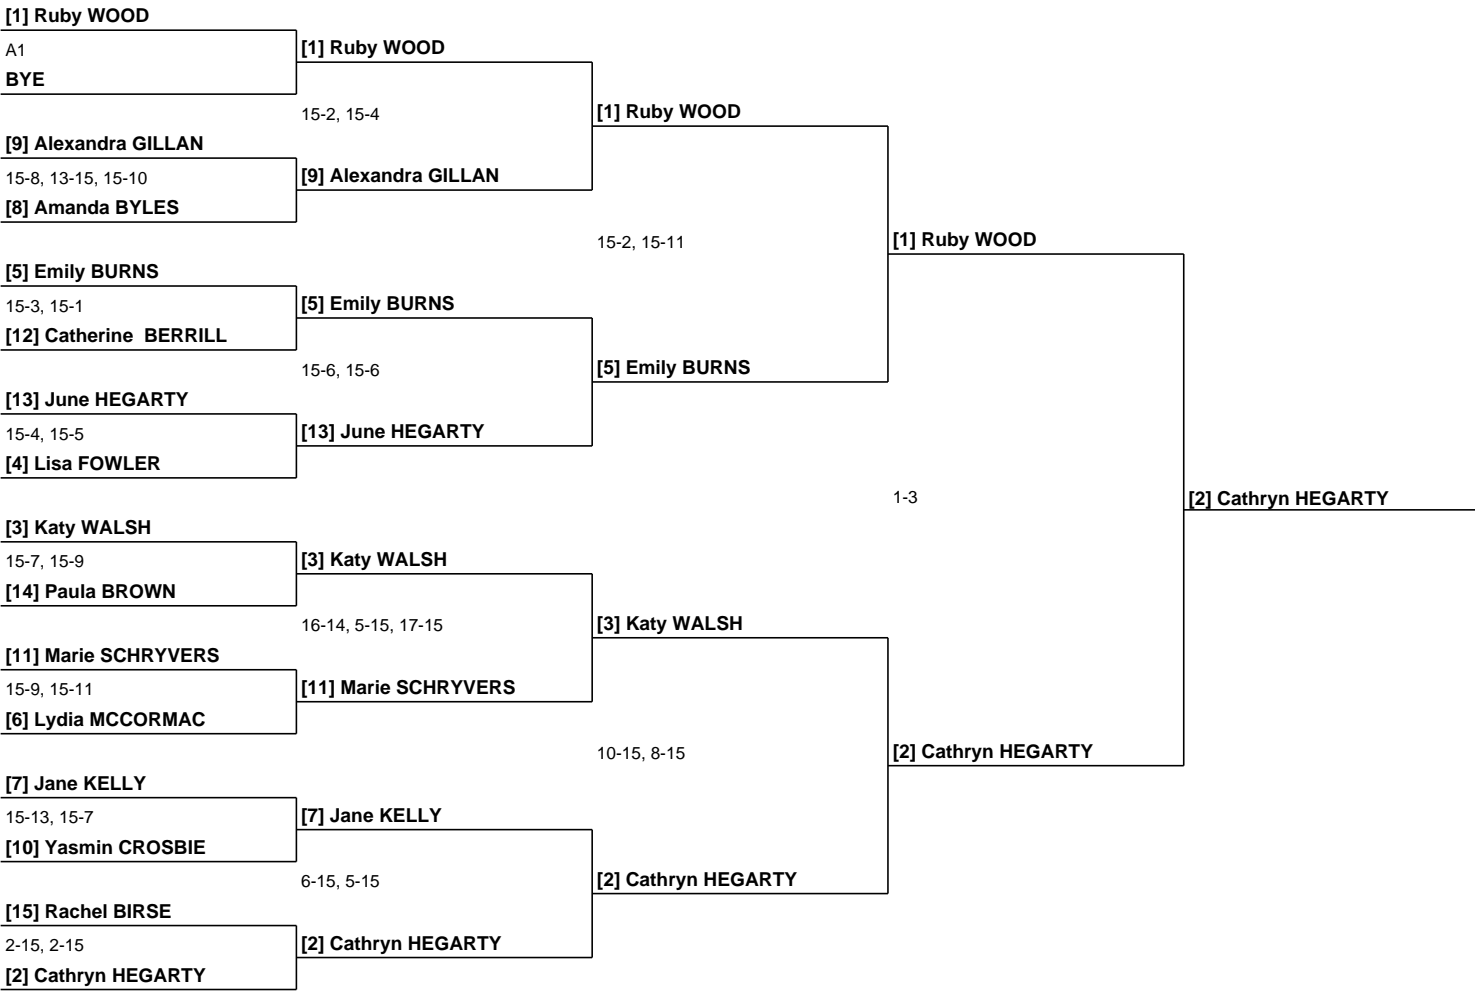 [1] Ruby WOOD
A1
BYE
[9] Alexandra GILLAN
15-8, 13-15, 15-10
[8] Amanda BYLES
[5] Emily BURNS
15-3, 15-1
[12] Catherine  BERRILL
[13] June HEGARTY
15-4, 15-5
[4] Lisa FOWLER
[3] Katy WALSH
15-7, 15-9
[14] Paula BROWN
[11] Marie SCHRYVERS
15-9, 15-11
[6] Lydia MCCORMAC
[7] Jane KELLY
15-13, 15-7
[10] Yasmin CROSBIE
[15] Rachel BIRSE
2-15, 2-15
[2] Cathryn HEGARTY
[1] Ruby WOOD
15-2, 15-4
[9] Alexandra GILLAN
[5] Emily BURNS
15-6, 15-6
[13] June HEGARTY
[3] Katy WALSH
16-14, 5-15, 17-15
[11] Marie SCHRYVERS
[7] Jane KELLY
6-15, 5-15
[2] Cathryn HEGARTY
[1] Ruby WOOD
15-2, 15-11
[5] Emily BURNS
[3] Katy WALSH
10-15, 8-15
[2] Cathryn HEGARTY
[1] Ruby WOOD
1-3
[2] Cathryn HEGARTY
[2] Cathryn HEGARTY